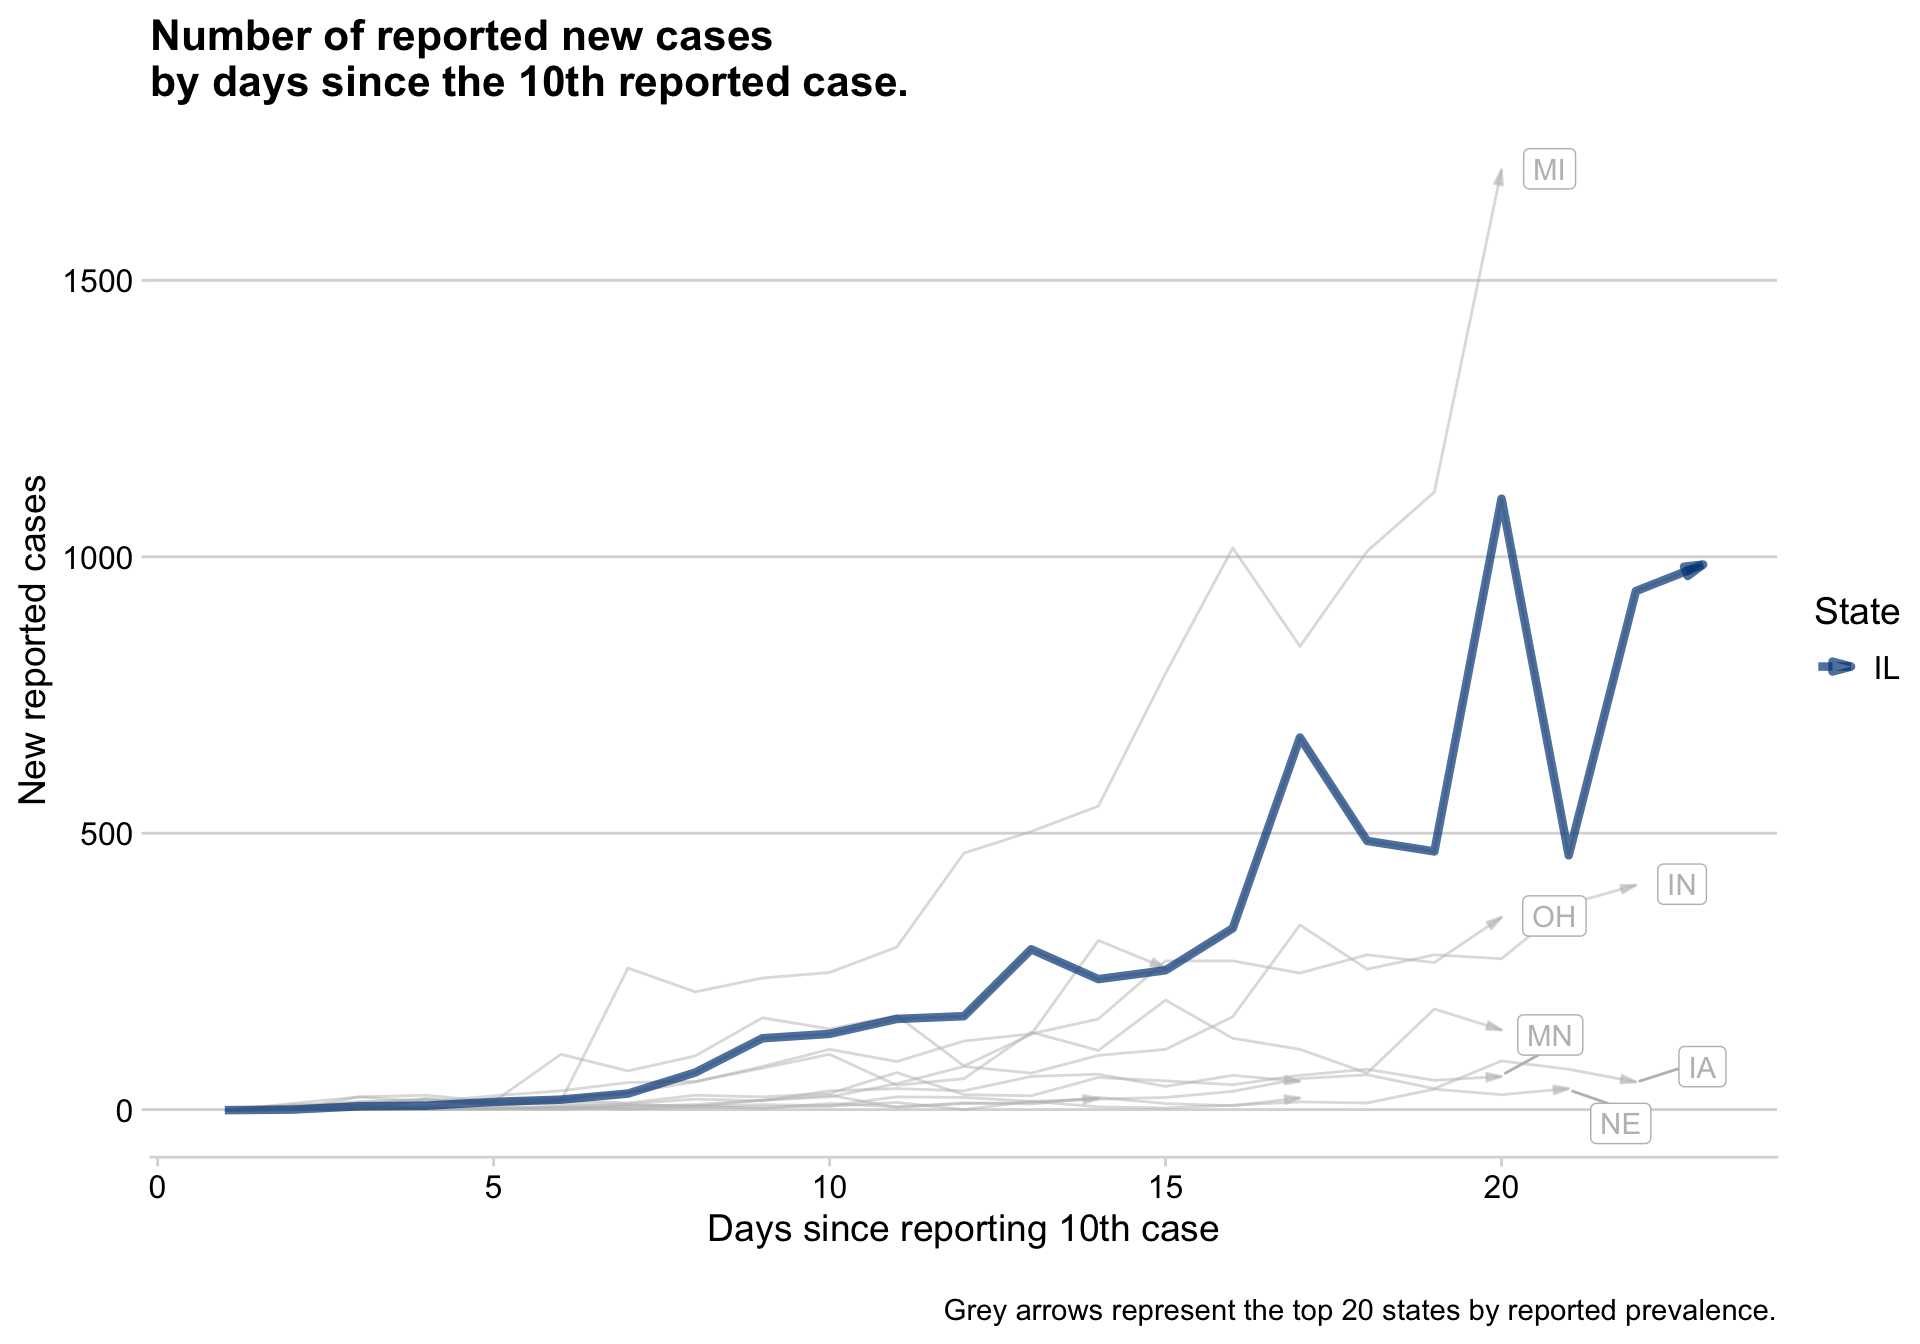 Number of reported new cases
by days since the 10th reported case.
MI
1500
1000
500
0
New reported cases
State
IL
IN
OH
MN
IA
NE
0 5 10 15 20
Days since reporting 10th case
Grey arrows represent the top 20 states by reported prevalence.